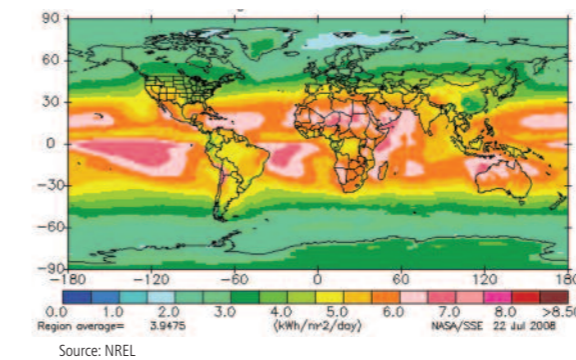 90
60
30
0
−30
−60
−90
−180 −120 −60 0 60 120 180
0.0 1.0 2.0 3.0 4.0 5.0 6.0 7.0 8.0 >8.50
Region average= 3.9475 (kWh/m2/day) NASA/SSE 22 Jul 2008
Source: NREL